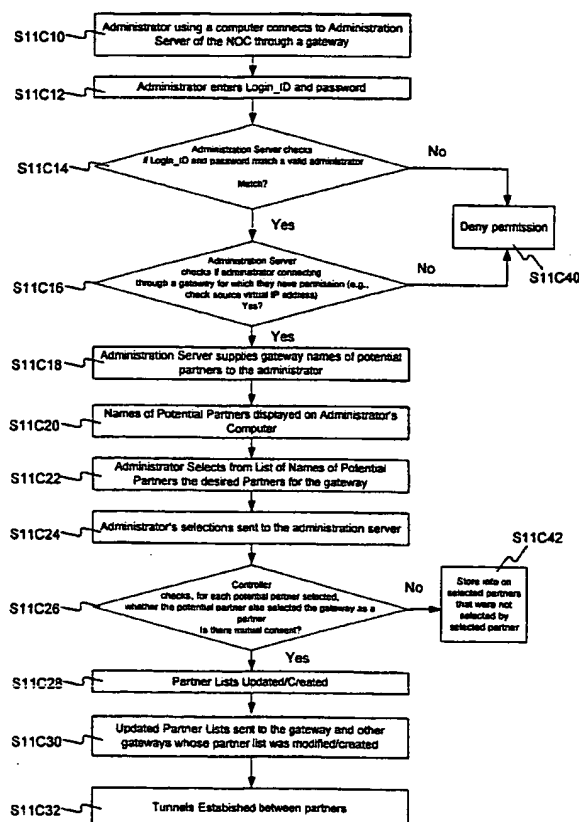 S11C10
Administrator using a computer connects to Administration
Server of the NOC through a gateway
S11C12
Administrator enters Login_ID and password
S11C14
Administration Server checks
if Login_ID and password match a valid administrator
Match?
No
Yes
Deny permission
S11C40
S11C16
Administration Server
checks if administrator connecting
through a gateway for which they have permission (e.g.,
check source virtual IP address)
Yes?
No
Yes
S11C18
Administration Server supplies gateway names of potential
partners to the administrator
S11C20
Names of Potential Partners displayed on Administrator's
Computer
S11C22
Administrator Selects from List of Names of Potential
Partners the desired Partners for the gateway
S11C24
Administrator's selections sent to the administration server
S11C42
S11C26
Controller
checks, for each potential partner selected,
whether the potential partner also selected the gateway as a
partner
Is there mutual consent?
No
Store info on
selected partners
that were not
selected by
selected partner
Yes
S11C28
Partner Lists Updated/Created
S11C30
Updated Partner Lists sent to the gateway and other
gateways whose partner list was modified/created
S11C32
Tunnels Established between partners